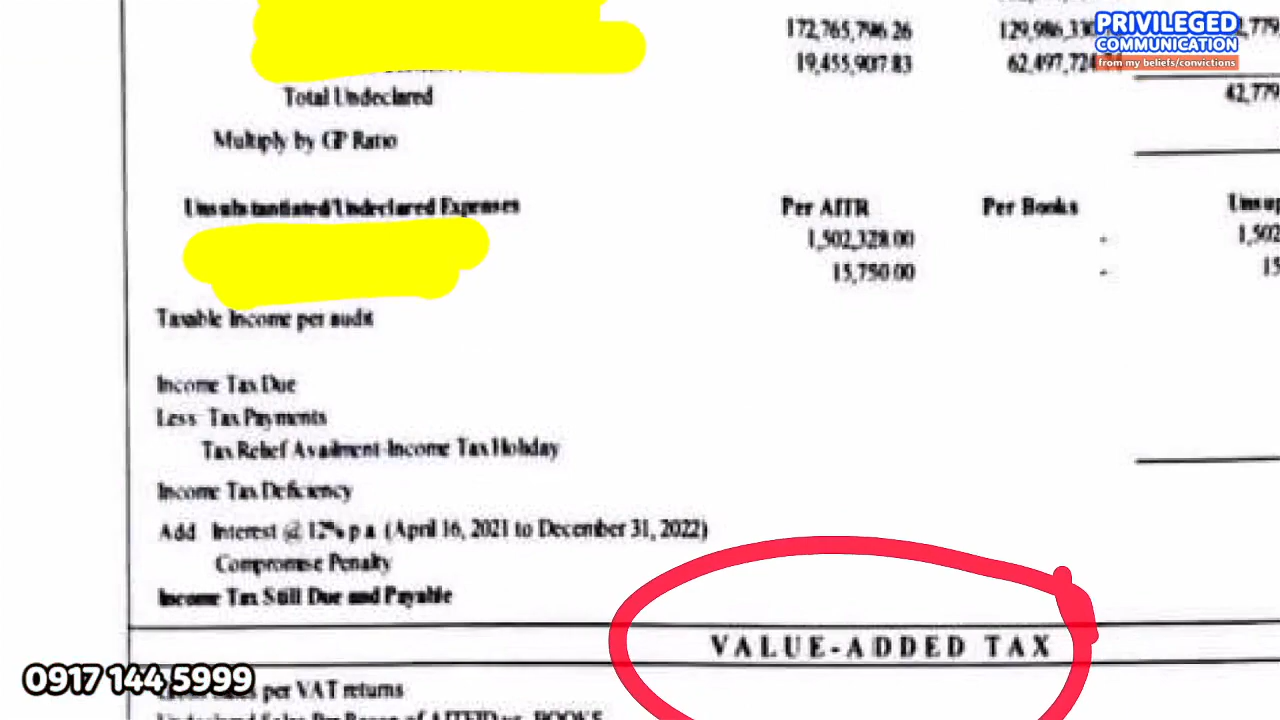 PRIVILEGED
COMMUNICATION
from my beliefs/convictions
172,765,796.26 129,986,330
19,455,907.83 62,497,724
Total Undeclared 42,779
Multiply by GP Ratio
Unsubstantiated/Undeclared Expenses Per AITR Per Books
1,502,328.00 - 1,502
15,750.00 - 15
Taxable Income per audit
Income Tax Due
Less Tax Payments
Tax Relief Availment-Income Tax Holiday
Income Tax Deficiency
Add Interest @ 12% p.a. (April 16, 2021 to December 31, 2022)
Compromise Penalty
Income Tax Still Due and Payable
VALUE-ADDED TAX
0917 144 5999
per VAT returns